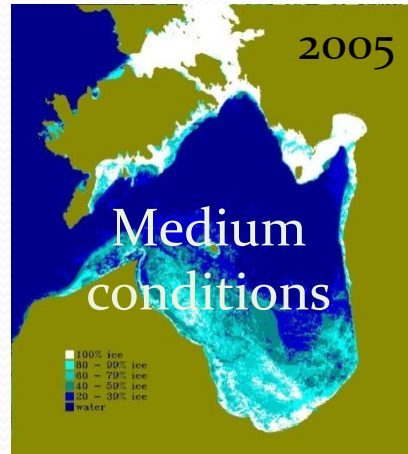 2005
Medium
conditions
100% ice
80 - 99% ice
60 - 79% ice
40 - 59% ice
20 - 39% ice
water